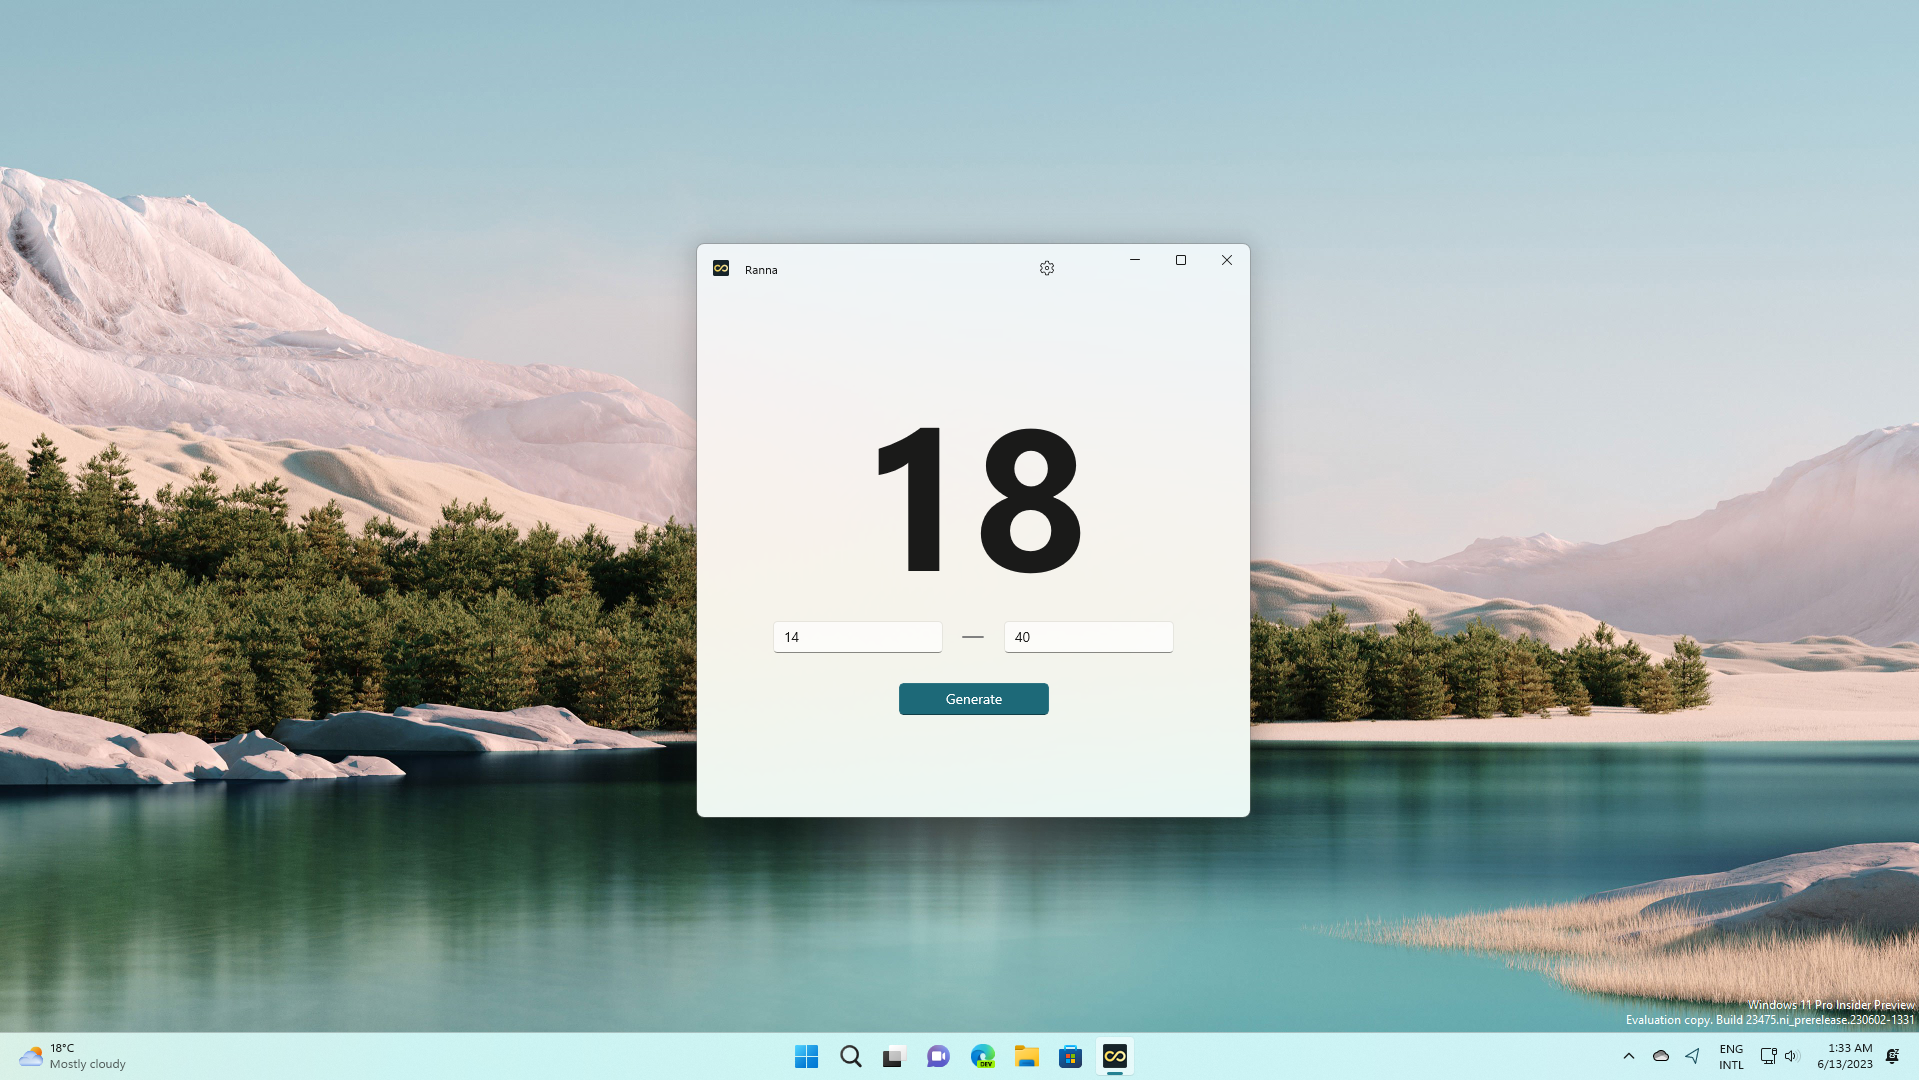 Ranna
18
14
40
Generate
Windows 11 Pro Insider Preview
Evaluation copy. Build 23475.ni_prerelease.230602-1331
18°C
Mostly cloudy
DEV
ENG
INTL
1:33 AM
6/13/2023